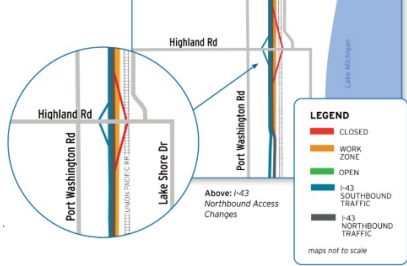 Highland Rd
Lake Michigan
Port Washington Rd
Highland Rd
Port Washington Rd
UNION PACIFIC RR
Lake Shore Dr
Above: I-43
Northbound Access
Changes
LEGEND
CLOSED
WORK
ZONE
OPEN
I-43
SOUTHBOUND
TRAFFIC
I-43
NORTHBOUND
TRAFFIC
maps not to scale